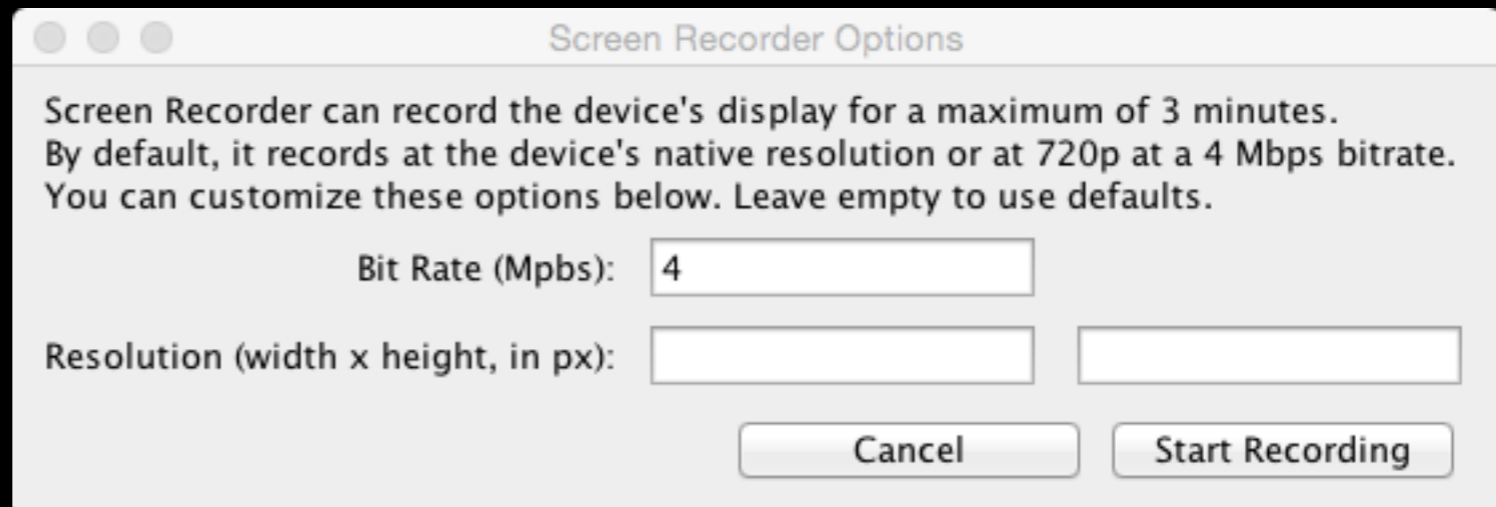 Screen Recorder Options
Screen Recorder can record the device's display for a maximum of 3 minutes.
By default, it records at the device's native resolution or at 720p at a 4 Mbps bitrate.
You can customize these options below. Leave empty to use defaults.
Bit Rate (Mpbs): 4
Resolution (width x height, in px):
Cancel Start Recording